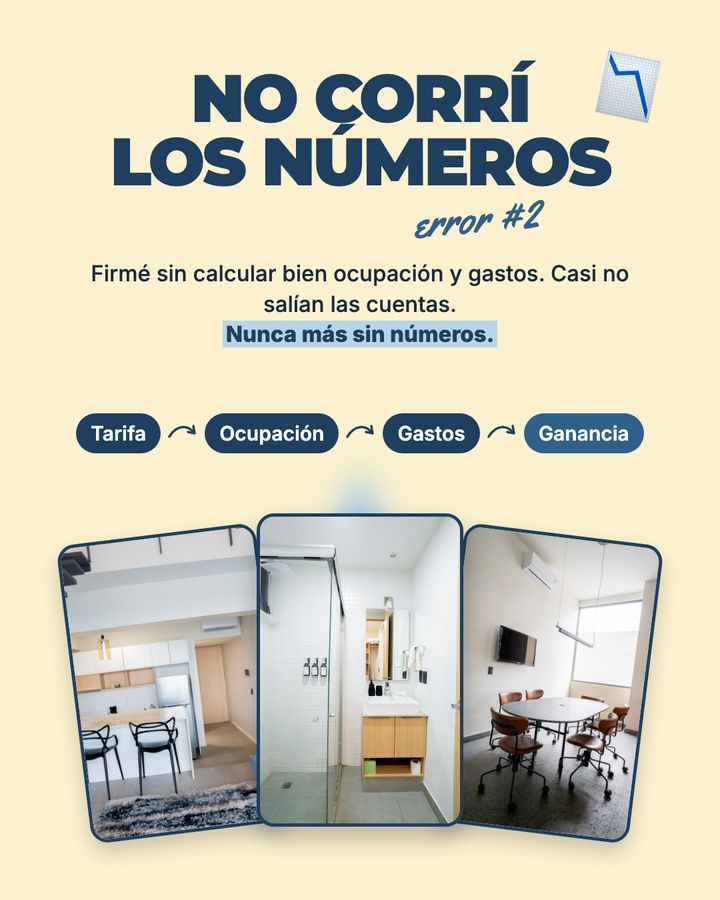 NO CORRÍ
LOS NÚMEROS
error #2
Firmé sin calcular bien ocupación y gastos. Casi no
salían las cuentas.
Nunca más sin números.
Tarifa
Ocupación
Gastos
Ganancia